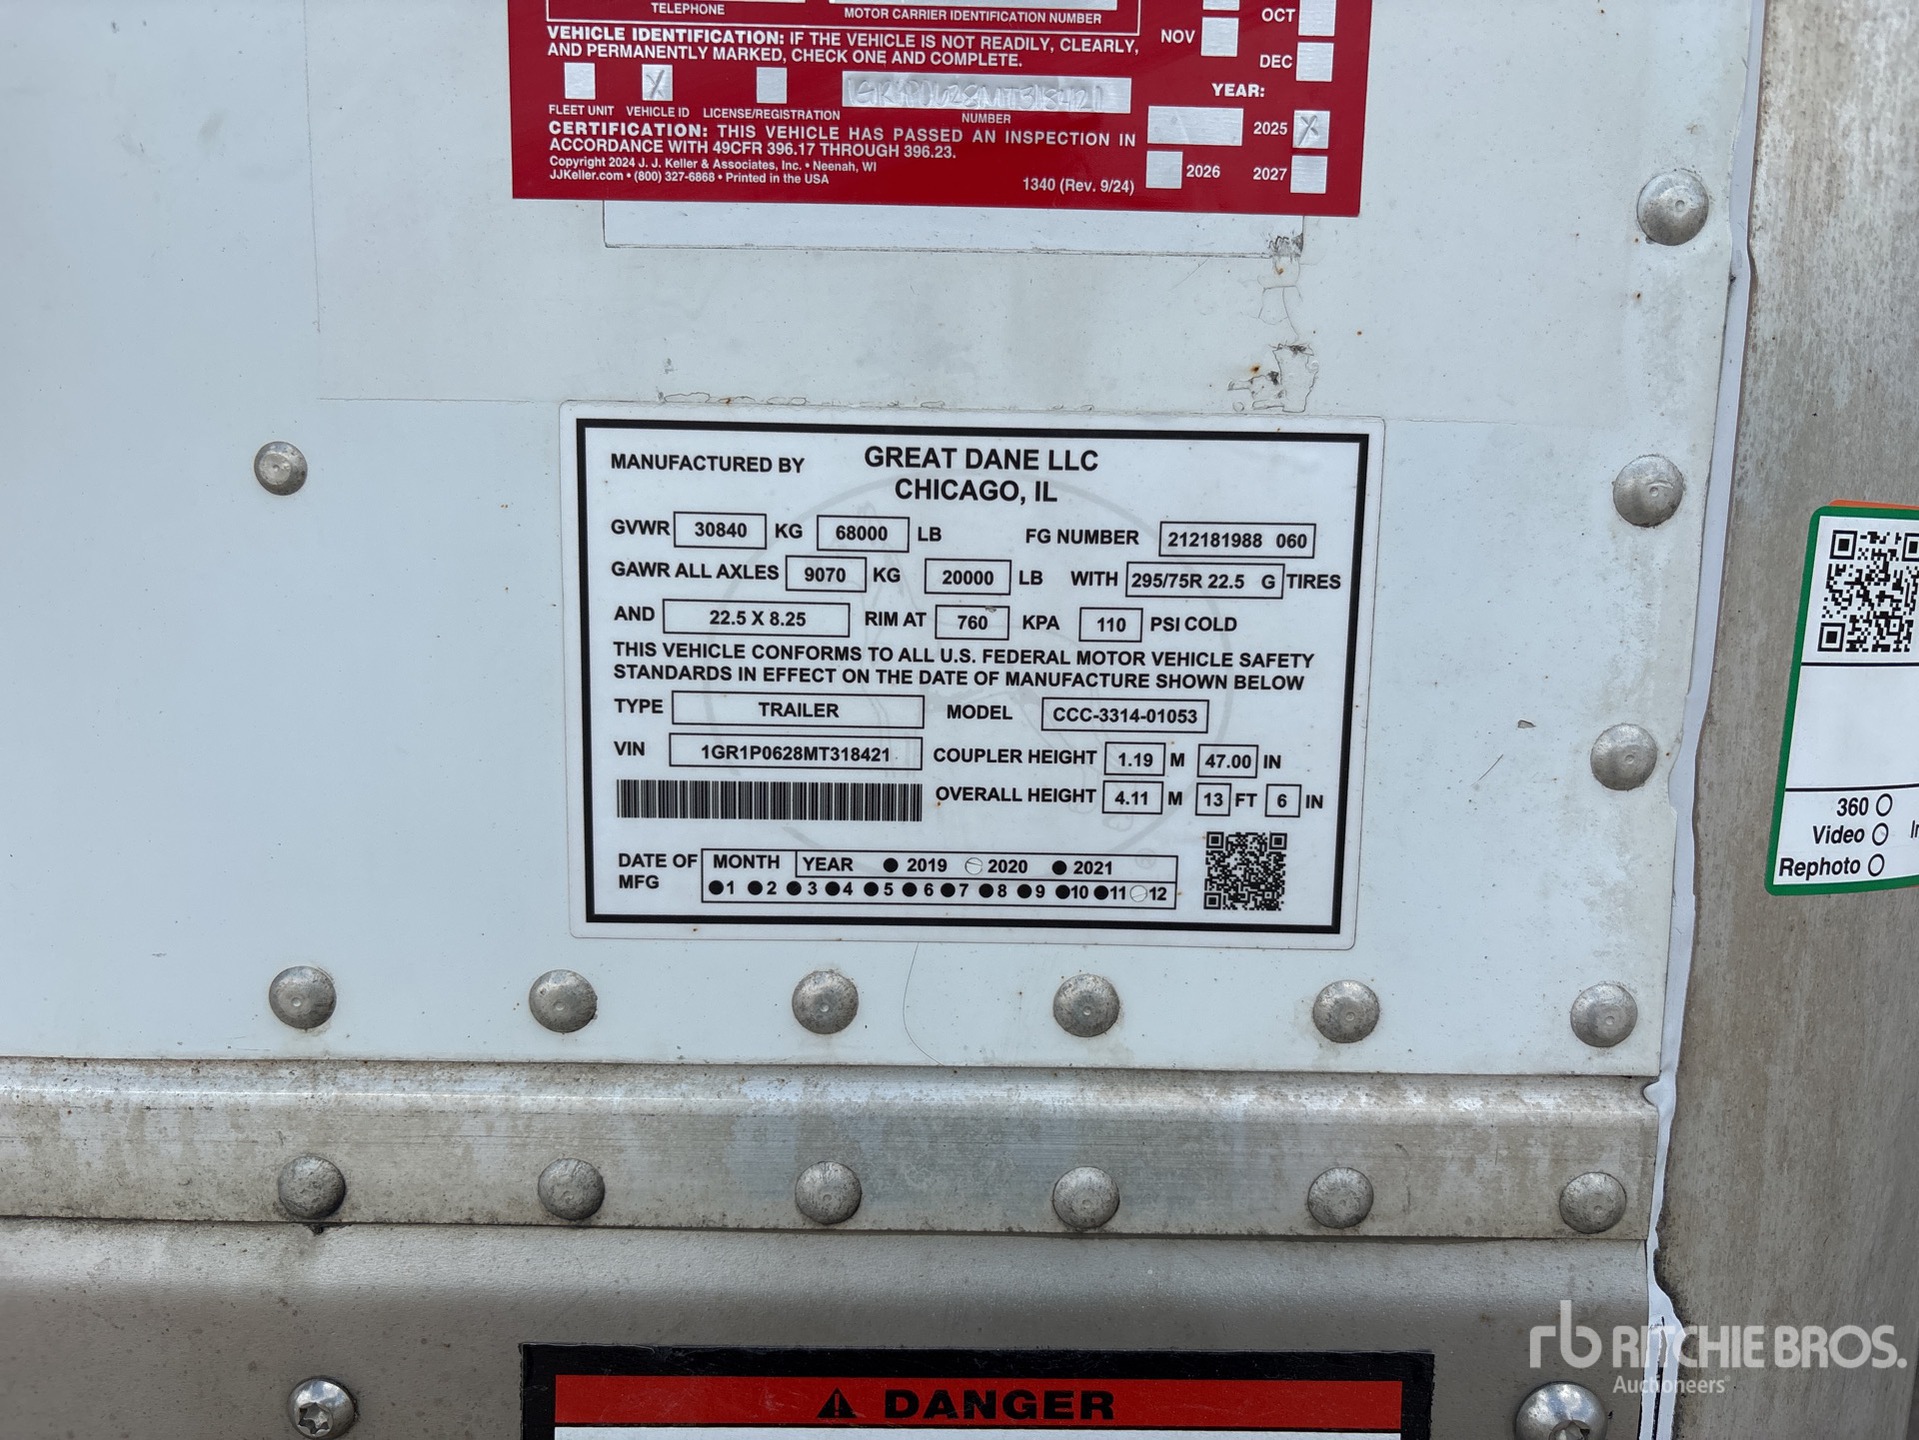 TELEPHONE
MOTOR CARRIER IDENTIFICATION NUMBER
OCT
NOV
DEC
VEHICLE IDENTIFICATION: IF THE VEHICLE IS NOT READILY, CLEARLY,
AND PERMANENTLY MARKED, CHECK ONE AND COMPLETE.
X
FLEET UNIT VEHICLE ID LICENSE/REGISTRATION
NUMBER
YEAR:
2025 X
2026 2027
CERTIFICATION: THIS VEHICLE HAS PASSED AN INSPECTION IN
ACCORDANCE WITH 49CFR 396.17 THROUGH 396.23.
Copyright 2024 J. J. Keller & Associates, Inc. • Neenah, WI
JJKeller.com • (800) 327-6868 • Printed in the USA
1340 (Rev. 9/24)
MANUFACTURED BY GREAT DANE LLC
CHICAGO, IL
GVWR 30840 KG 68000 LB FG NUMBER 212181988 060
GAWR ALL AXLES 9070 KG 20000 LB WITH 295/75R 22.5 G TIRES
AND 22.5 X 8.25 RIM AT 760 KPA 110 PSI COLD
THIS VEHICLE CONFORMS TO ALL U.S. FEDERAL MOTOR VEHICLE SAFETY
STANDARDS IN EFFECT ON THE DATE OF MANUFACTURE SHOWN BELOW
TYPE TRAILER MODEL CCC-3314-01053
VIN 1GR1P0628MT318421 COUPLER HEIGHT 1.19 M 47.00 IN
OVERALL HEIGHT 4.11 M 13 FT 6 IN
DATE OF MFG
MONTH YEAR 2019 2020 2021
1 2 3 4 5 6 7 8 9 10 11 12
360
Video
Rephoto
DANGER
rb RITCHIE BROS.
Auctioneers